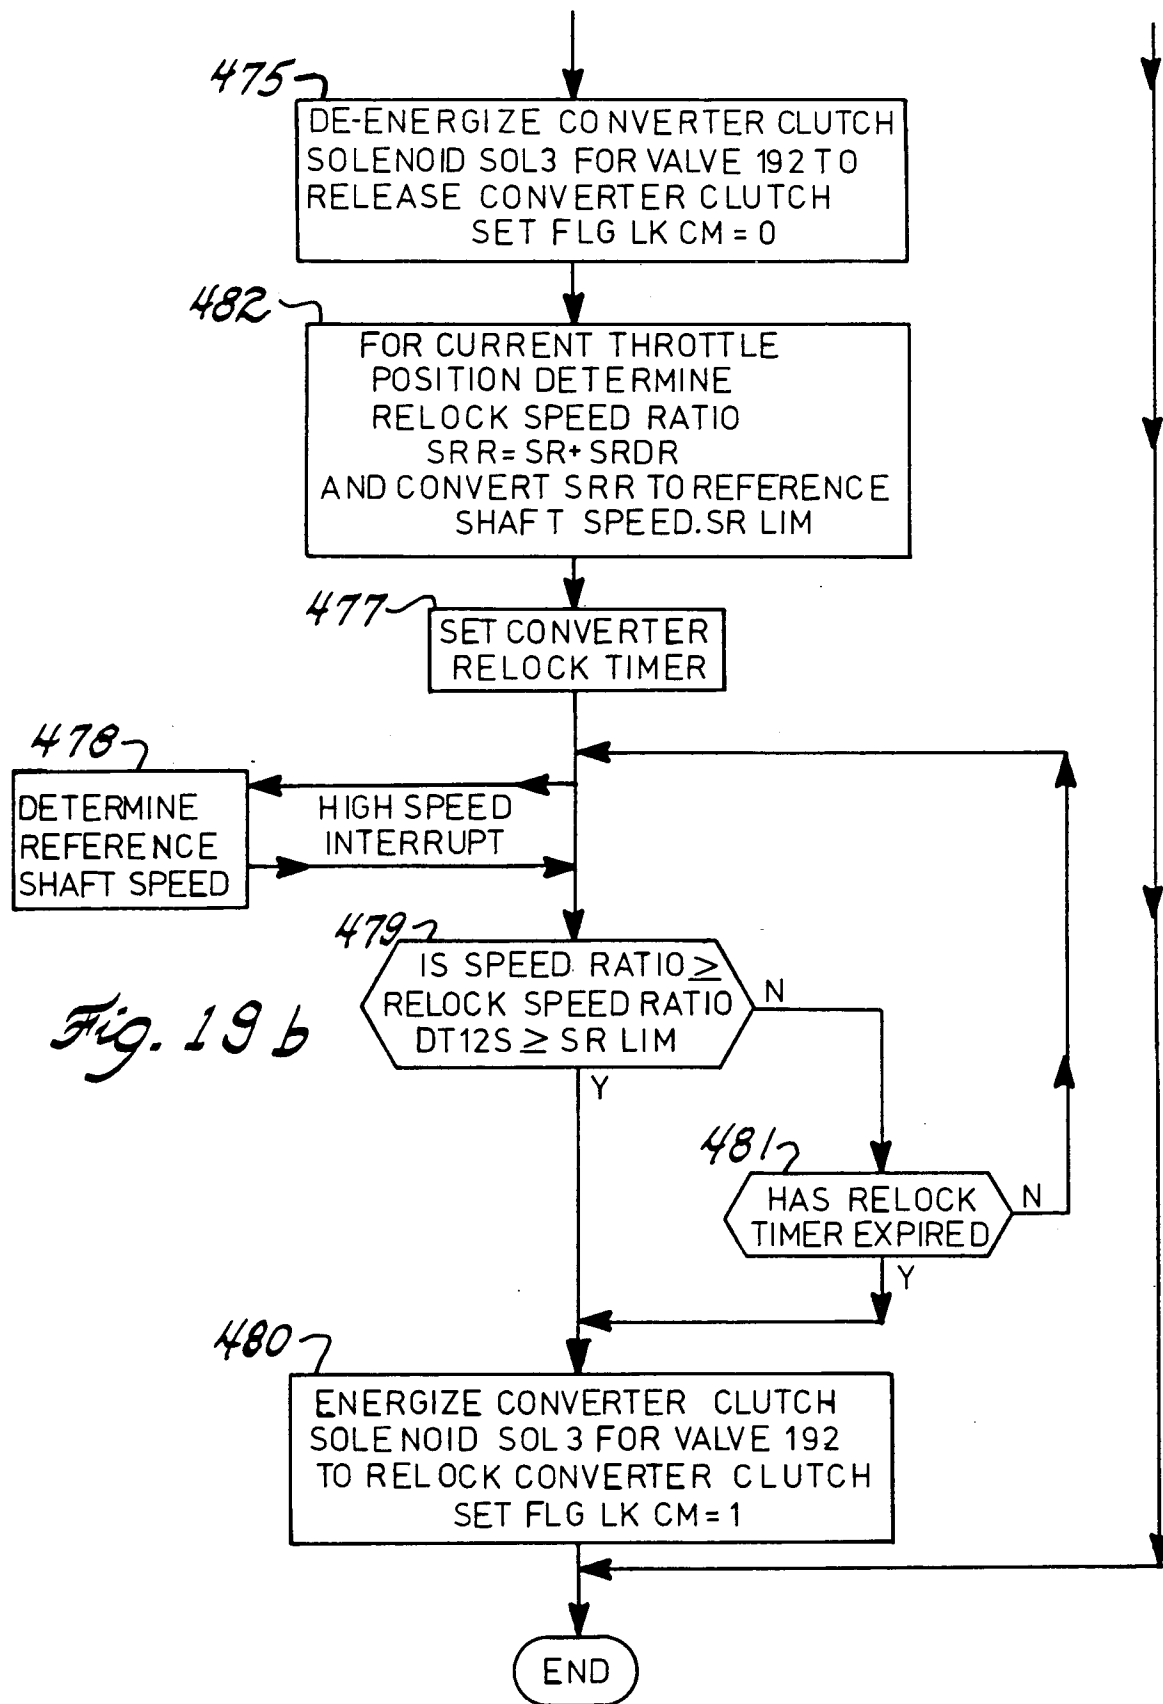 475
DE-ENERGIZE CONVERTER CLUTCH
SOLENOID SOL3 FOR VALVE 192 TO
RELEASE CONVERTER CLUTCH
SET FLG LK CM = 0
482
FOR CURRENT THROTTLE
POSITION DETERMINE
RELOCK SPEED RATIO
SRR = SR + SRDR
AND CONVERT SRR TO REFERENCE
SHAFT SPEED. SR LIM
477
SET CONVERTER
RELOCK TIMER
478
DETERMINE
REFERENCE
SHAFT SPEED
HIGH SPEED
INTERRUPT
479
IS SPEED RATIO ≥
RELOCK SPEED RATIO
DT12S ≥ SR LIM
N
Y
Fig. 19b
481
HAS RELOCK
TIMER EXPIRED
N
Y
480
ENERGIZE CONVERTER CLUTCH
SOLENOID SOL 3 FOR VALVE 192
TO RELOCK CONVERTER CLUTCH
SET FLG LK CM = 1
END